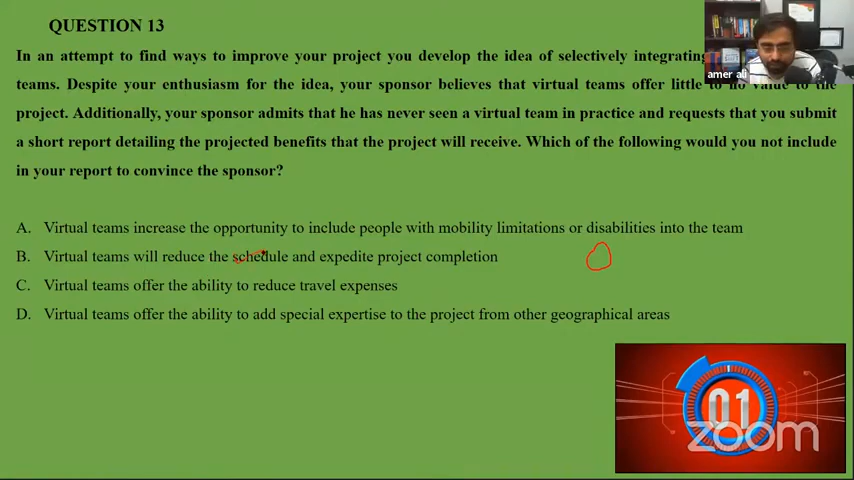 QUESTION 13
In an attempt to find ways to improve your project you develop the idea of selectively integrating
teams. Despite your enthusiasm for the idea, your sponsor believes that virtual teams offer little to no value to the
project. Additionally, your sponsor admits that he has never seen a virtual team in practice and requests that you submit
a short report detailing the projected benefits that the project will receive. Which of the following would you not include
in your report to convince the sponsor?
A. Virtual teams increase the opportunity to include people with mobility limitations or disabilities into the team
B. Virtual teams will reduce the schedule and expedite project completion
C. Virtual teams offer the ability to reduce travel expenses
D. Virtual teams offer the ability to add special expertise to the project from other geographical areas
amer ali
01
zoom